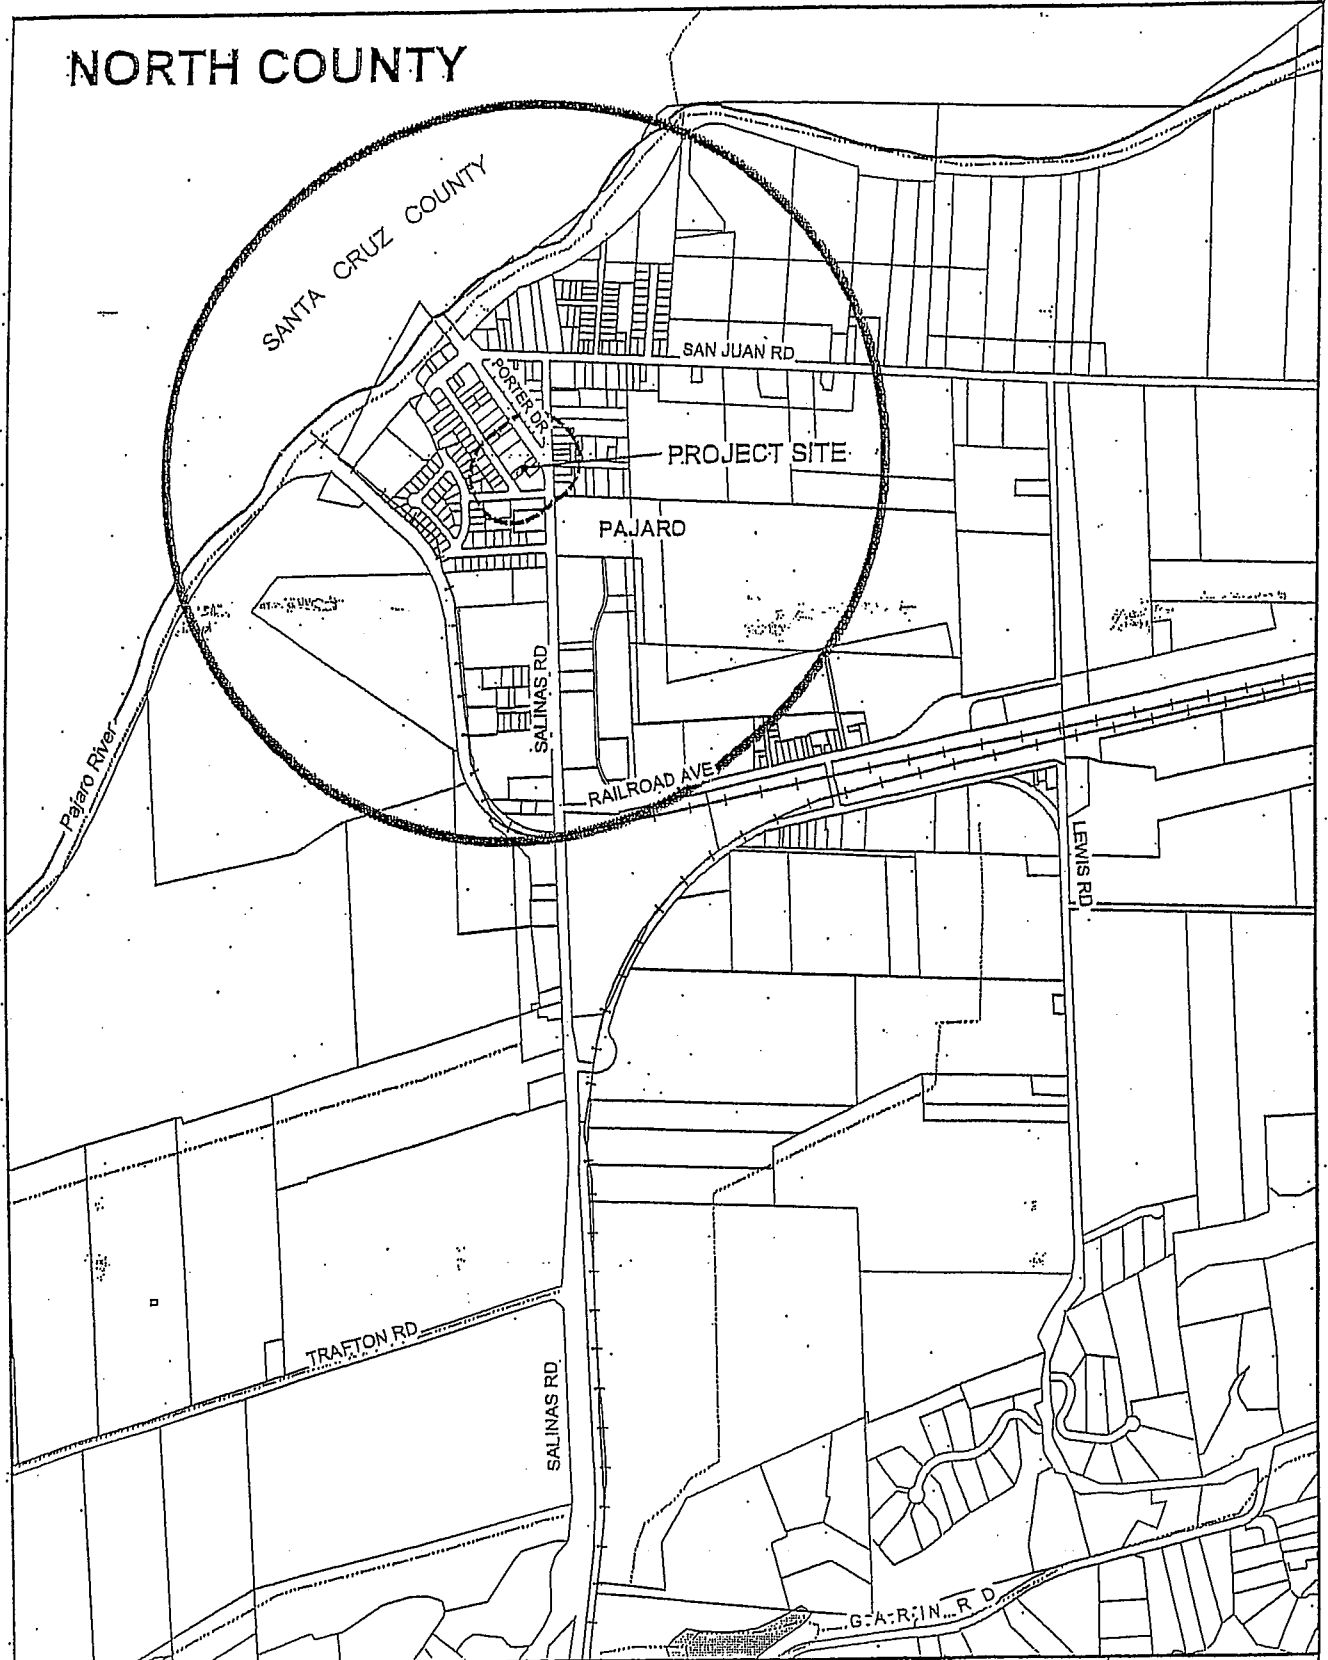 NORTH COUNTY
SANTA CRUZ COUNTY
SAN JUAN RD
PORTER DR
PROJECT SITE
PAJARO
SALINAS RD
Pajaro River
RAILROAD AVE
LEWIS RD
TRAFTON RD
SALINAS RD
GARIN RD